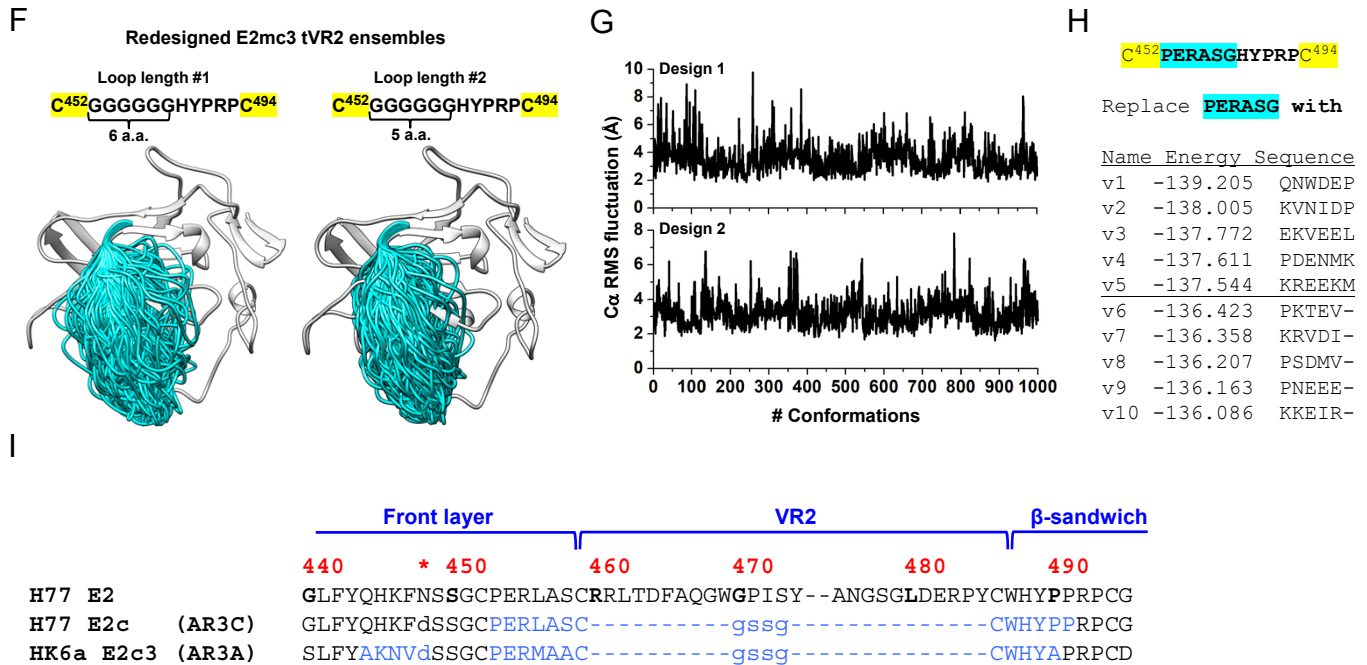 F
Redesigned E2mc3 tVR2 ensembles
Loop length #1
C452GGGGGGHYPRPC494
6 a.a.
Loop length #2
C452GGGGGGHYPRPC494
5 a.a.
G
Design 1
10
8
6
4
2
0
Design 2
8
6
4
2
0
Cα RMS fluctuation (Å)
0 100 200 300 400 500 600 700 800 900 1000
# Conformations
H
C452PERASGHYPRPC494
Replace PERASG with
Name Energy Sequence
v1 -139.205 QNWDEP
v2 -138.005 KVNIDP
v3 -137.772 EKVEEL
v4 -137.611 PDENMK
v5 -137.544 KREEKM
v6 -136.423 PKTEV-
v7 -136.358 KRVDI-
v8 -136.207 PSDMV-
v9 -136.163 PNEEE-
v10 -136.086 KKEIR-
I
Front layer VR2 β-sandwich
440 * 450 460 470 480 490
H77 E2 GLFYQHKFNSSGCPERLASCRRLTDFAQGWGPISY--ANGSGLDERPYCWHYPPRPCG
H77 E2c (AR3C) GLFYQHKFdSSGCPERLASC----------gssg-------------CWHYPPRPCG
HK6a E2c3 (AR3A) SLFYAKNVdSSGCPERMAAC----------gssg-------------CWHYAPRPCD